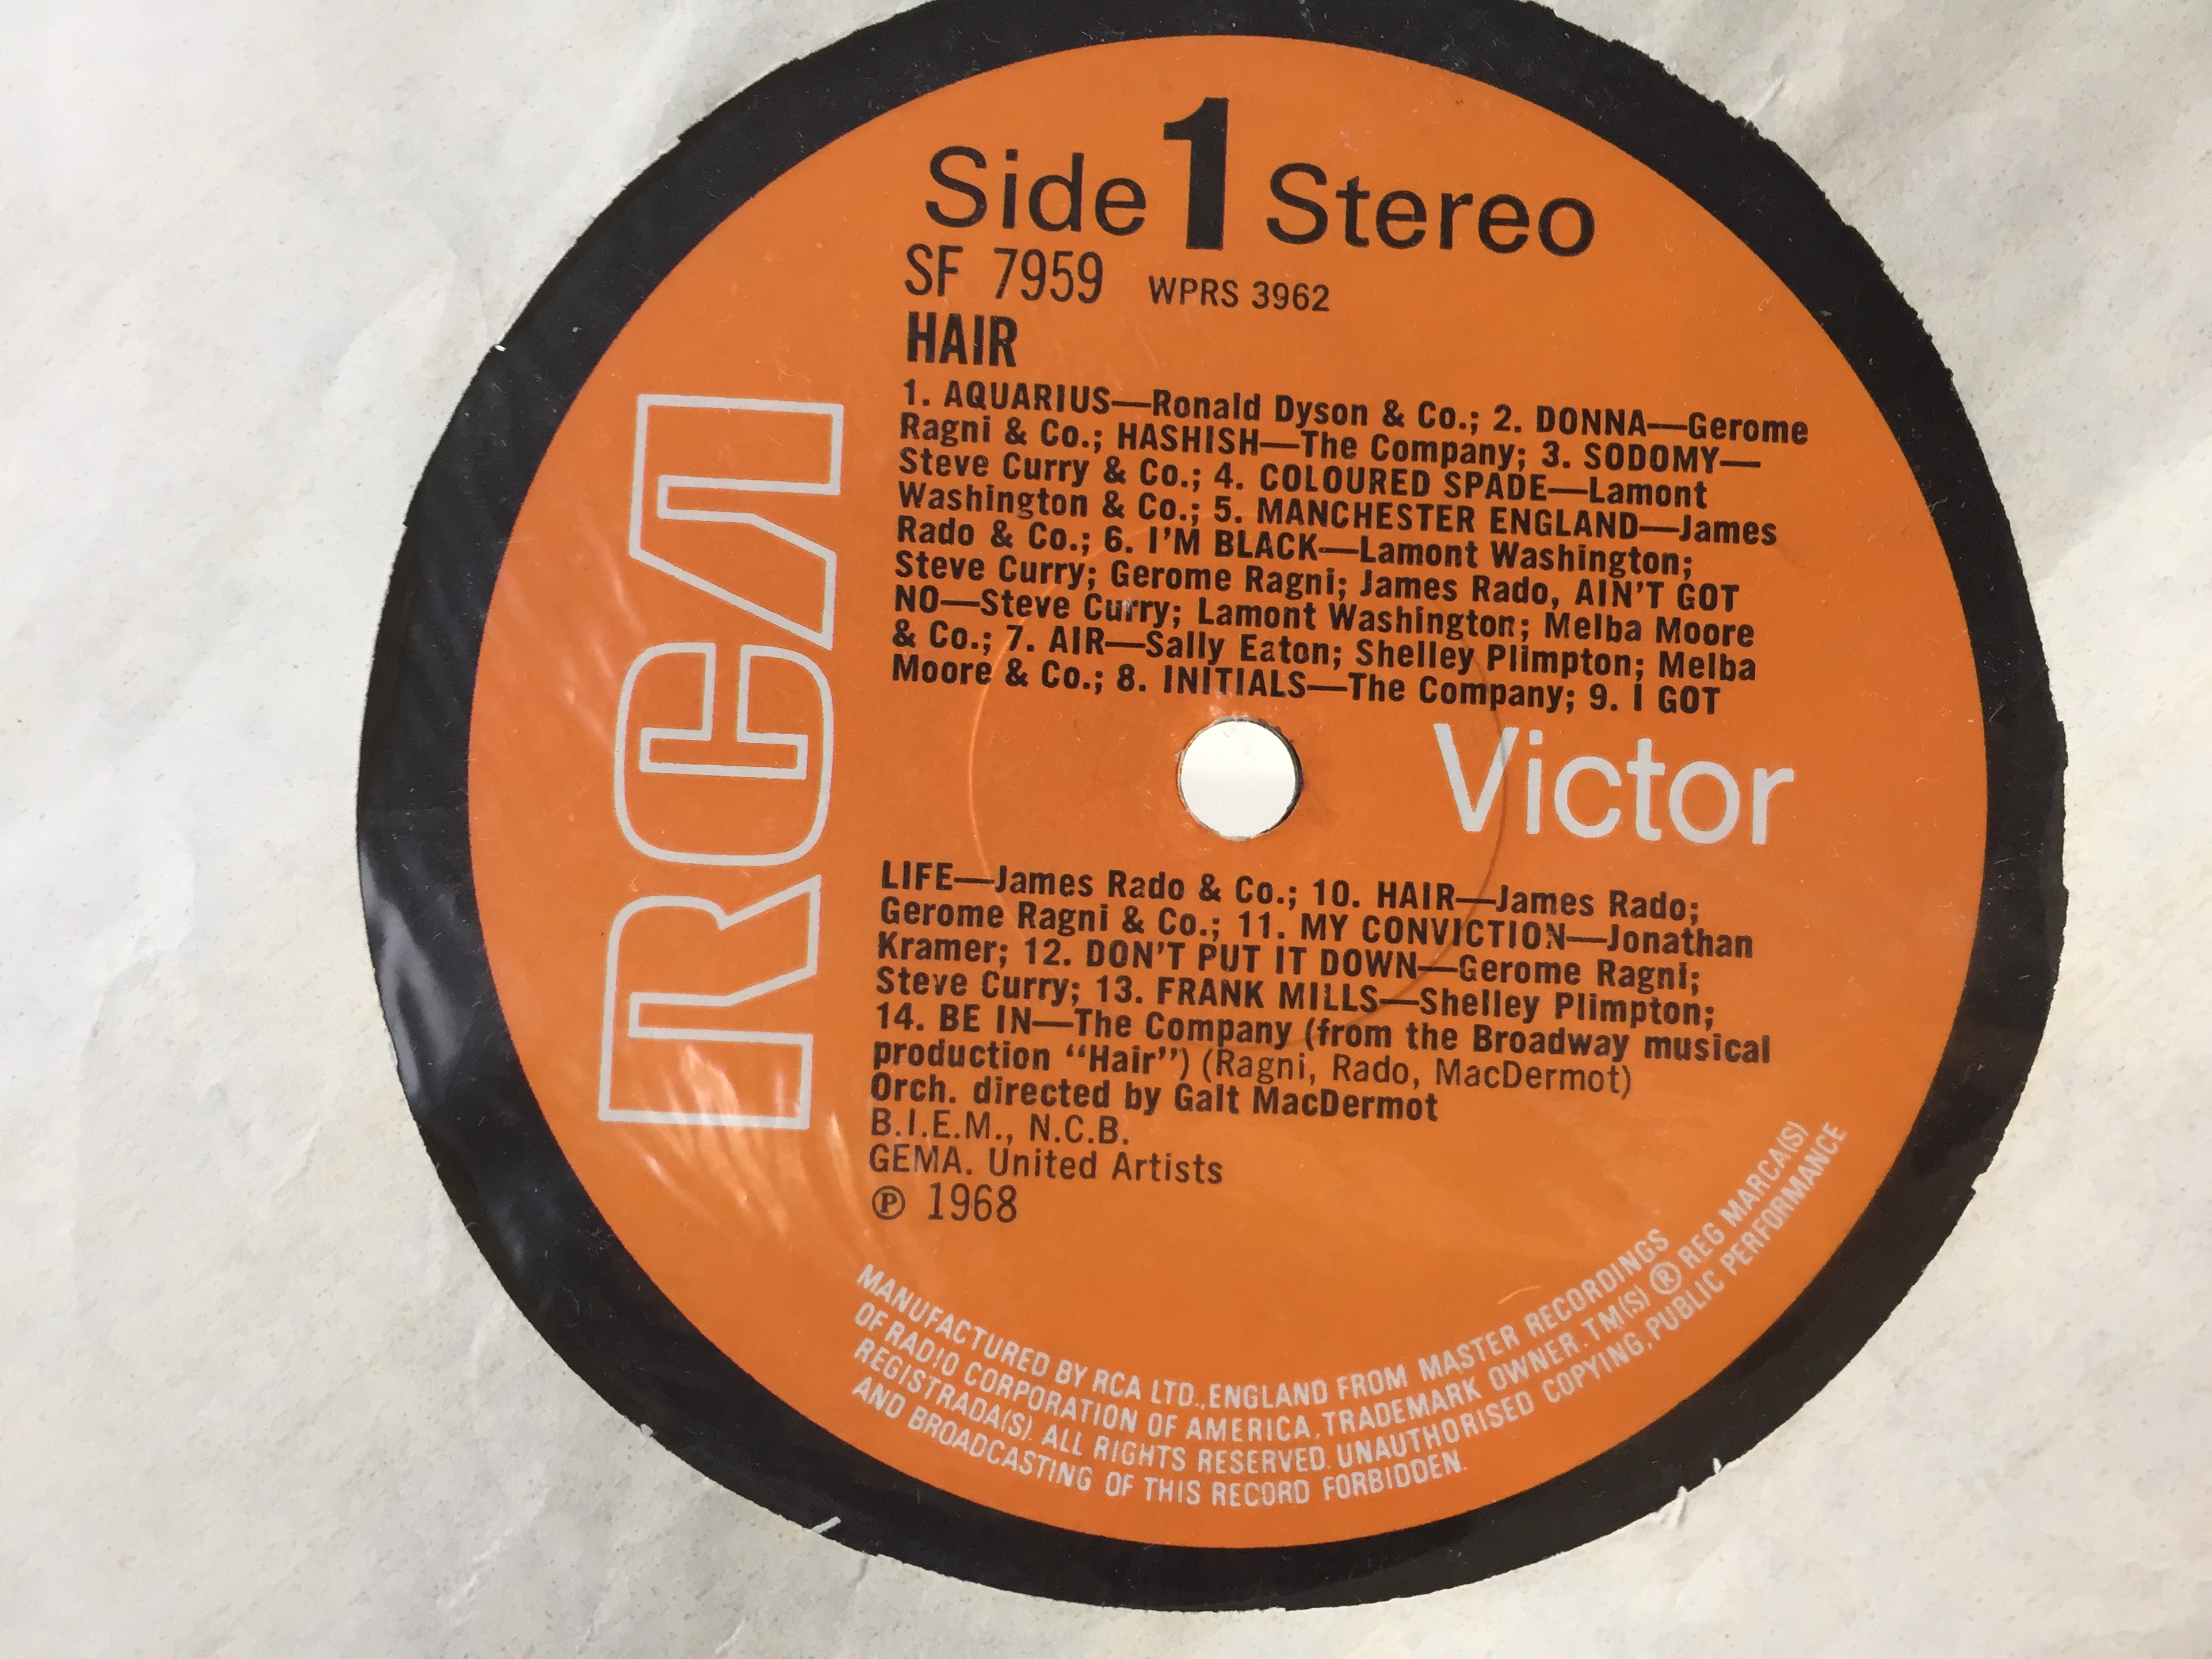 Side 1 Stereo
SF 7959 WPRS 3962
HAIR
1. AQUARIUS—Ronald Dyson & Co.; 2. DONNA—Gerome
Ragni & Co.; HASHISH—The Company; 3. SODOMY—
Steve Curry & Co.; 4. COLOURED SPADE—Lamont
Washington & Co.; 5. MANCHESTER ENGLAND—James
Rado & Co.; 6. I'M BLACK—Lamont Washington;
Steve Curry; Gerome Ragni; James Rado, AIN'T GOT
NO—Steve Curry; Lamont Washington; Melba Moore
& Co.; 7. AIR—Sally Eaton; Shelley Plimpton; Melba
Moore & Co.; 8. INITIALS—The Company; 9. I GOT
RCA
Victor
LIFE—James Rado & Co.; 10. HAIR—James Rado;
Gerome Ragni & Co.; 11. MY CONVICTION—Jonathan
Kramer; 12. DON'T PUT IT DOWN—Gerome Ragni;
Steve Curry; 13. FRANK MILLS—Shelley Plimpton;
14. BE IN—The Company (from the Broadway musical
production "Hair") (Ragni, Rado, MacDermot)
Orch. directed by Galt MacDermot
B.I.E.M., N.C.B.
GEMA. United Artists
℗ 1968
MANUFACTURED BY RCA LTD., ENGLAND FROM MASTER RECORDINGS
OF RADIO CORPORATION OF AMERICA. TRADEMARK OWNER. TM(S) ® REG MARCA(S)
REGISTRADA(S). ALL RIGHTS RESERVED. UNAUTHORISED COPYING, PUBLIC PERFORMANCE
AND BROADCASTING OF THIS RECORD FORBIDDEN.